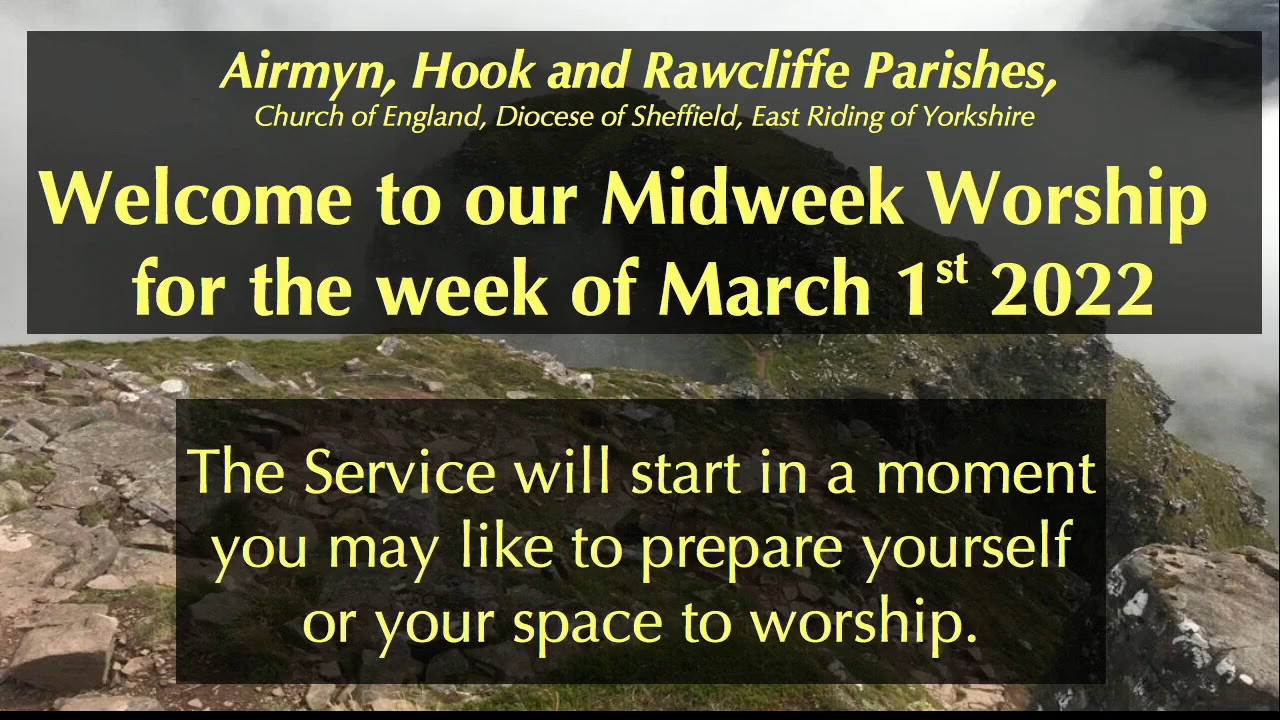 Airmyn, Hook and Rawcliffe Parishes,
Church of England, Diocese of Sheffield, East Riding of Yorkshire
Welcome to our Midweek Worship
for the week of March 1st 2022
The Service will start in a moment
you may like to prepare yourself
or your space to worship.